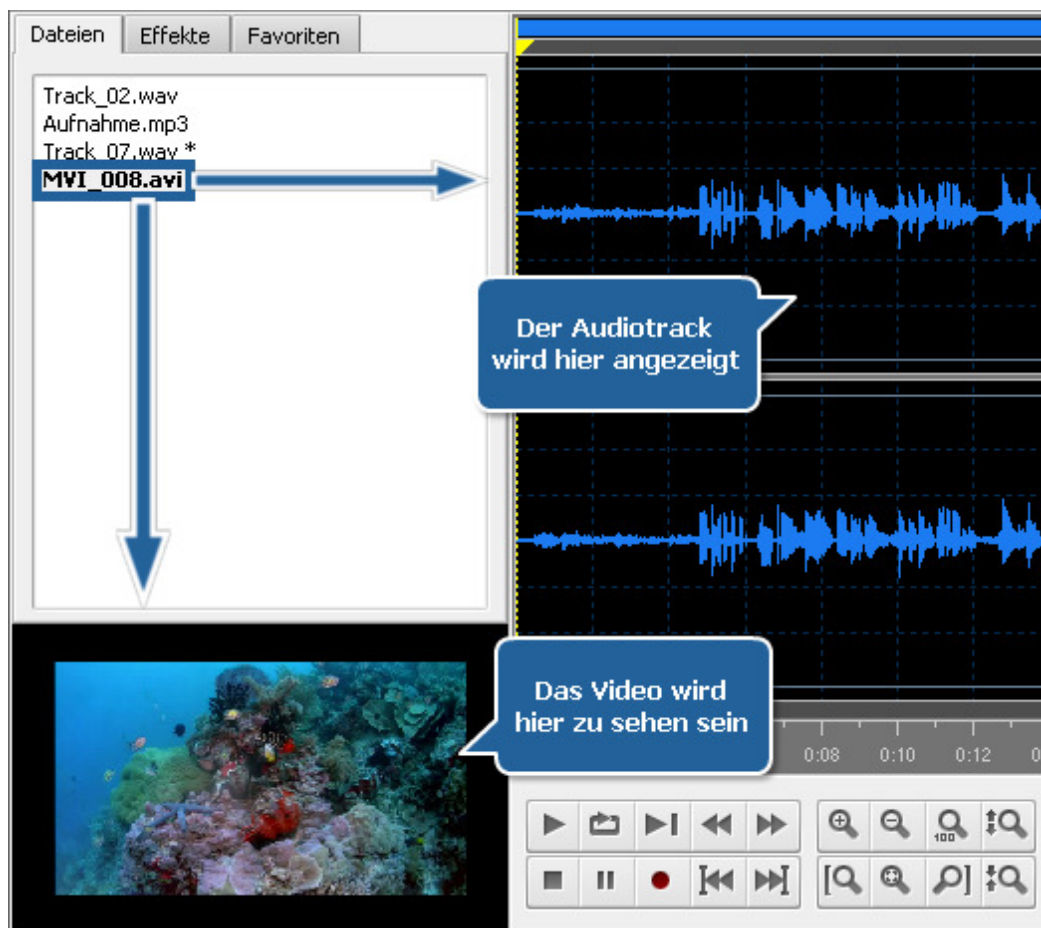 Dateien
Effekte
Favoriten
Track_02.wav
Aufnahme.mp3
Track_07.wav *
MVI_008.avi
Der Audiotrack
wird hier angezeigt
Das Video wird
hier zu sehen sein
0:08
0:10
0:12
100